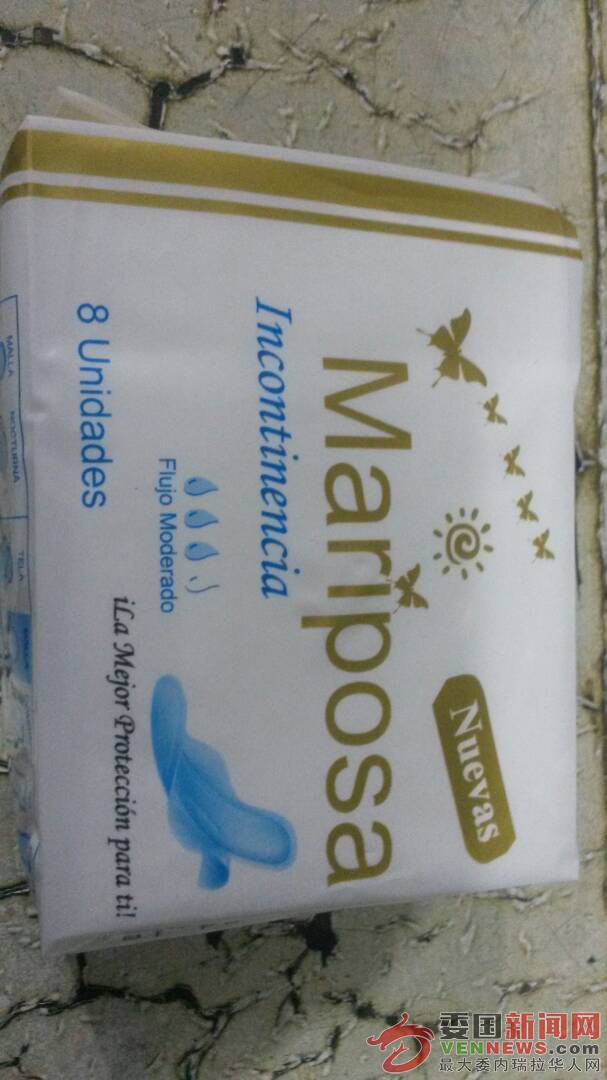 Nuevas
Mariposa
Incontinencia
Flujo Moderado
8 Unidades
¡La Mejor Protección para ti!
MALLA
NOCTURNA
TELA
委国新闻网
VENNEWS.com
最大委内瑞拉华人网